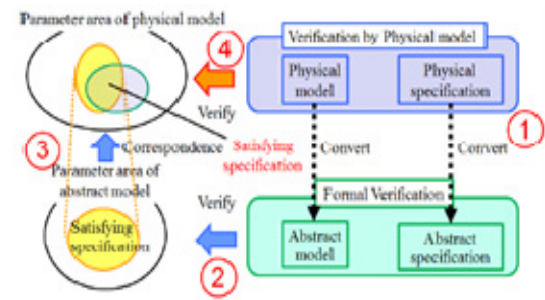 Parameter area of physical model
4
Verification by Physical model
Physical
model
Physical
specification
1
Verify
3
Correspondence
Satisfying
specification
Convert
Convert
Parameter area of
abstract model
Verify
Formal Verification
Satisfying
specification
Abstract
model
Abstract
specification
2